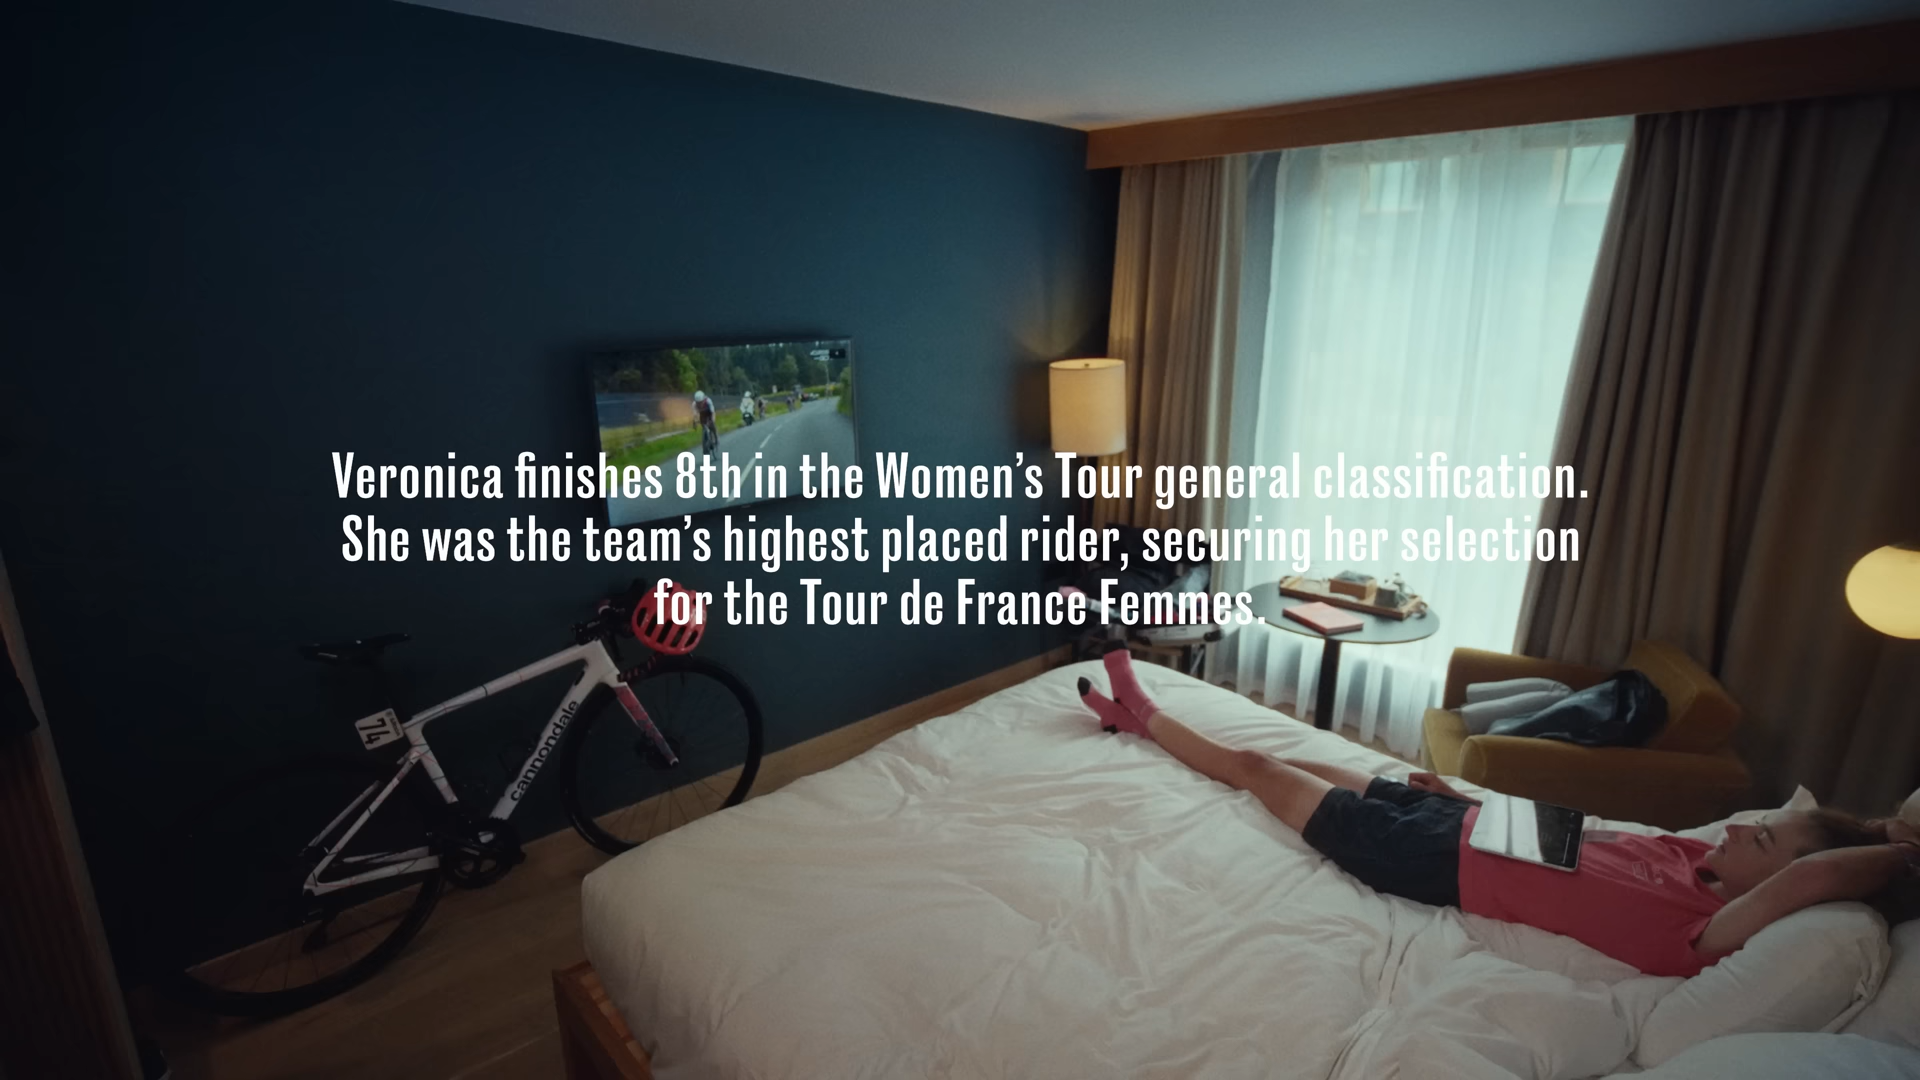 Veronica finishes 8th in the Women’s Tour general classification.
She was the team’s highest placed rider, securing her selection
for the Tour de France Femmes.
74
cannondale